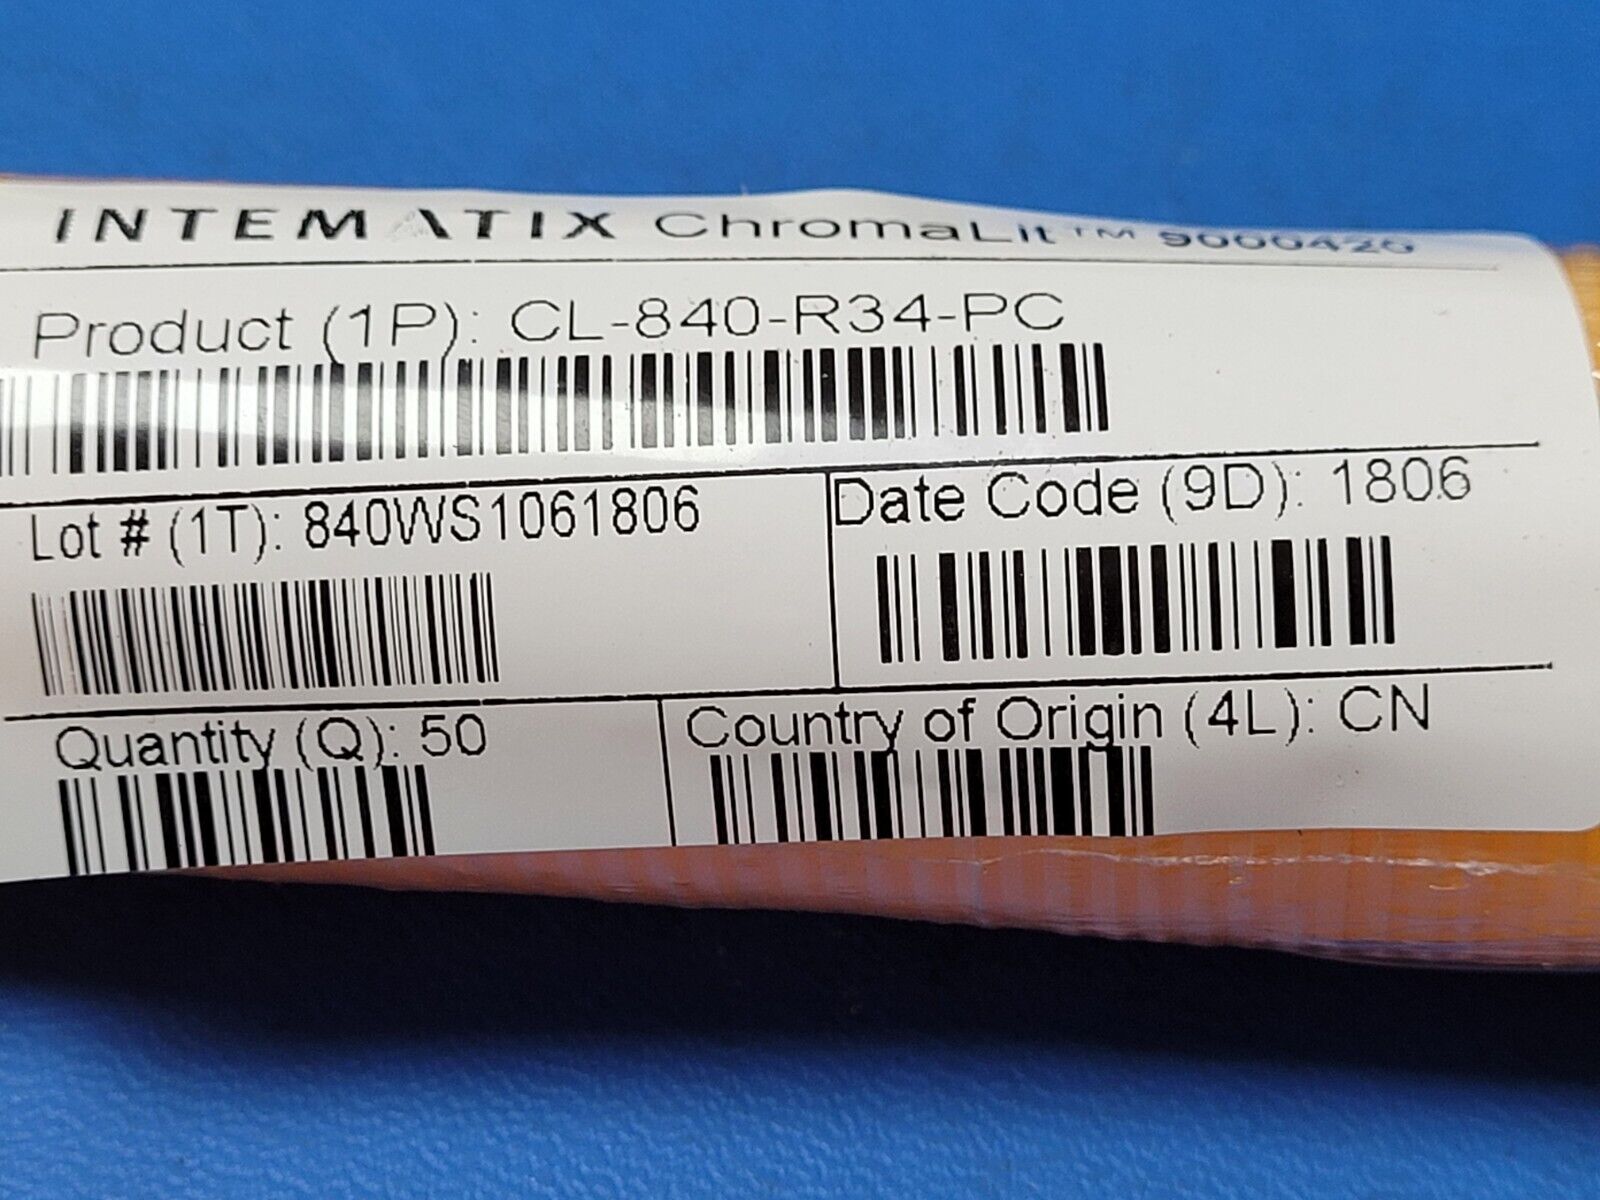 INTEMATIX ChromaLit™ 9000420
Product (1P): CL-840-R34-PC
Lot # (1T): 840WS1061806
Date Code (9D): 1806
Quantity (Q): 50
Country of Origin (4L): CN